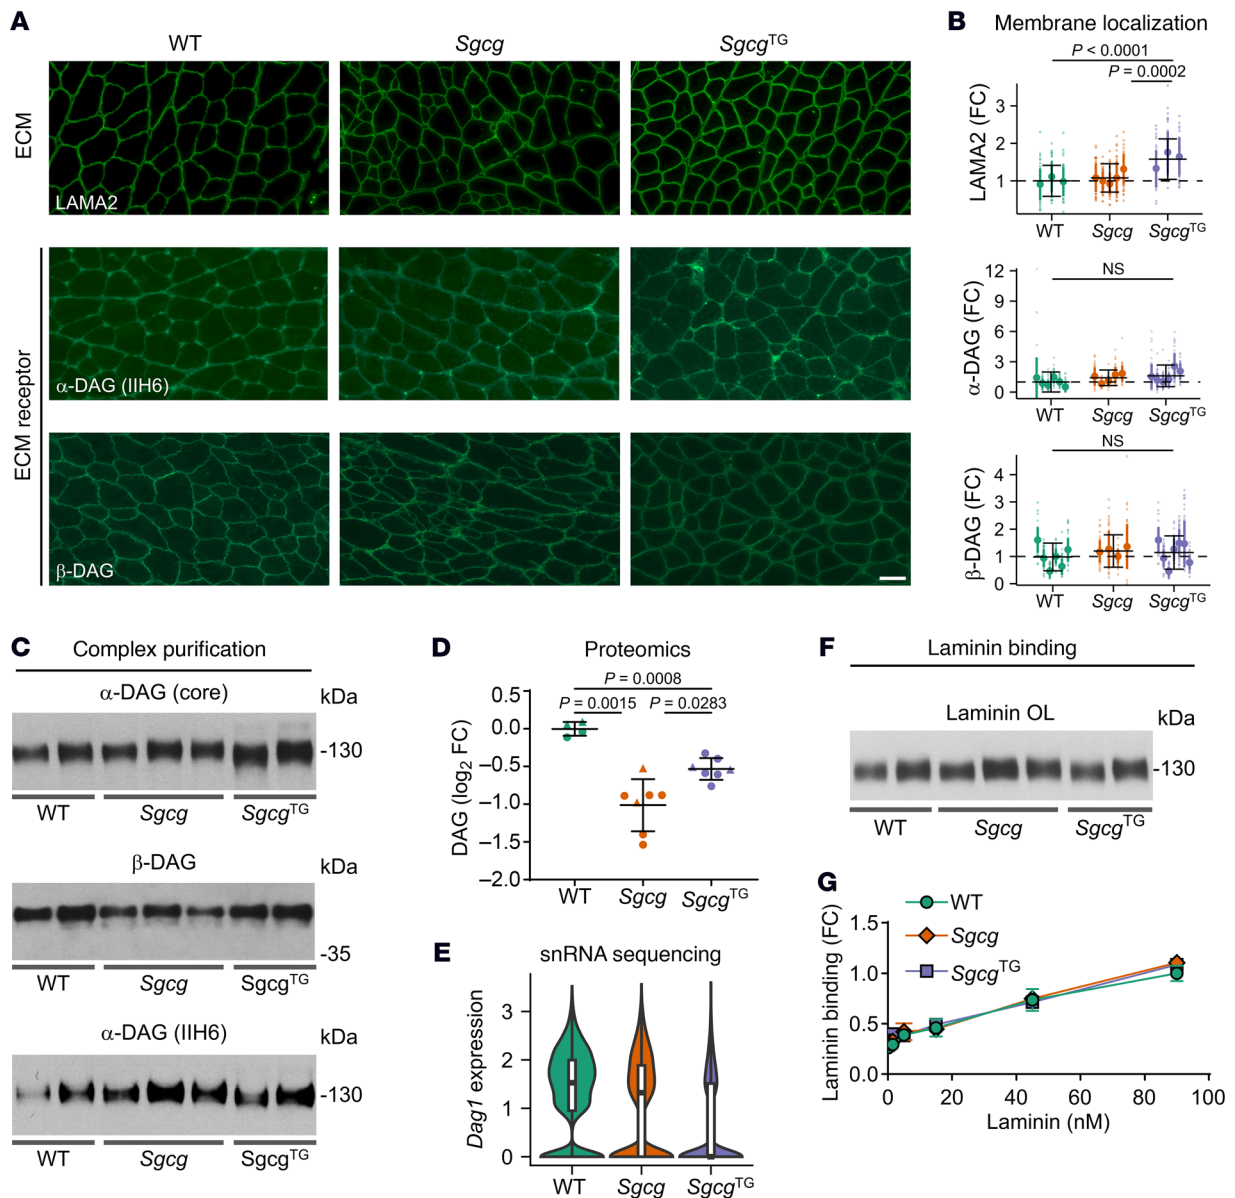 A
WT
Sgcg
SgcgTG
ECM
LAMA2
ECM receptor
α-DAG (IIH6)
β-DAG
B
Membrane localization
P < 0.0001
P = 0.0002
LAMA2 (FC)
3
2
1
WT
Sgcg
SgcgTG
NS
α-DAG (FC)
12
9
6
3
0
WT
Sgcg
SgcgTG
NS
β-DAG (FC)
4
3
2
1
0
WT
Sgcg
SgcgTG
C
Complex purification
α-DAG (core)
kDa
-130
WT
Sgcg
SgcgTG
β-DAG
kDa
-35
WT
Sgcg
SgcgTG
α-DAG (IIH6)
kDa
-130
WT
Sgcg
SgcgTG
D
Proteomics
P = 0.0008
P = 0.0015
P = 0.0283
DAG (log2 FC)
0.5
0.0
–0.5
–1.0
–1.5
–2.0
WT
Sgcg
SgcgTG
E
snRNA sequencing
Dag1 expression
3
2
1
0
WT
Sgcg
SgcgTG
F
Laminin binding
Laminin OL
kDa
-130
WT
Sgcg
SgcgTG
G
WT
Sgcg
SgcgTG
Laminin binding (FC)
1.5
1.0
0.5
0.0
0
20
40
60
80
100
Laminin (nM)